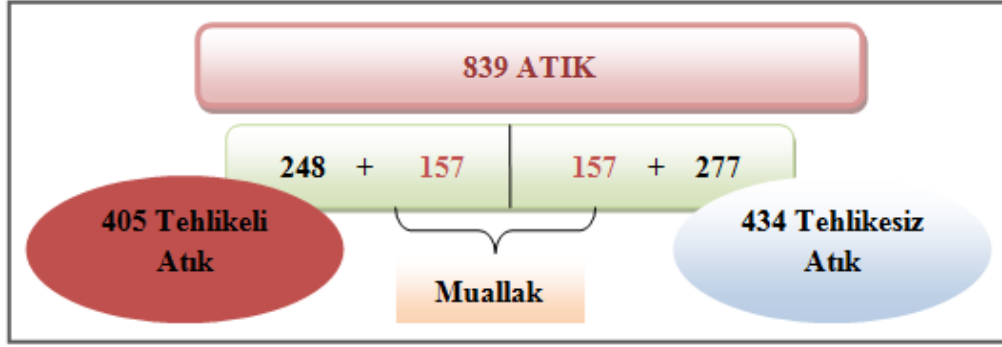 839 ATIK
248 + 157 157 + 277
405 Tehlikeli
Atık
434 Tehlikesiz
Atık
Muallak